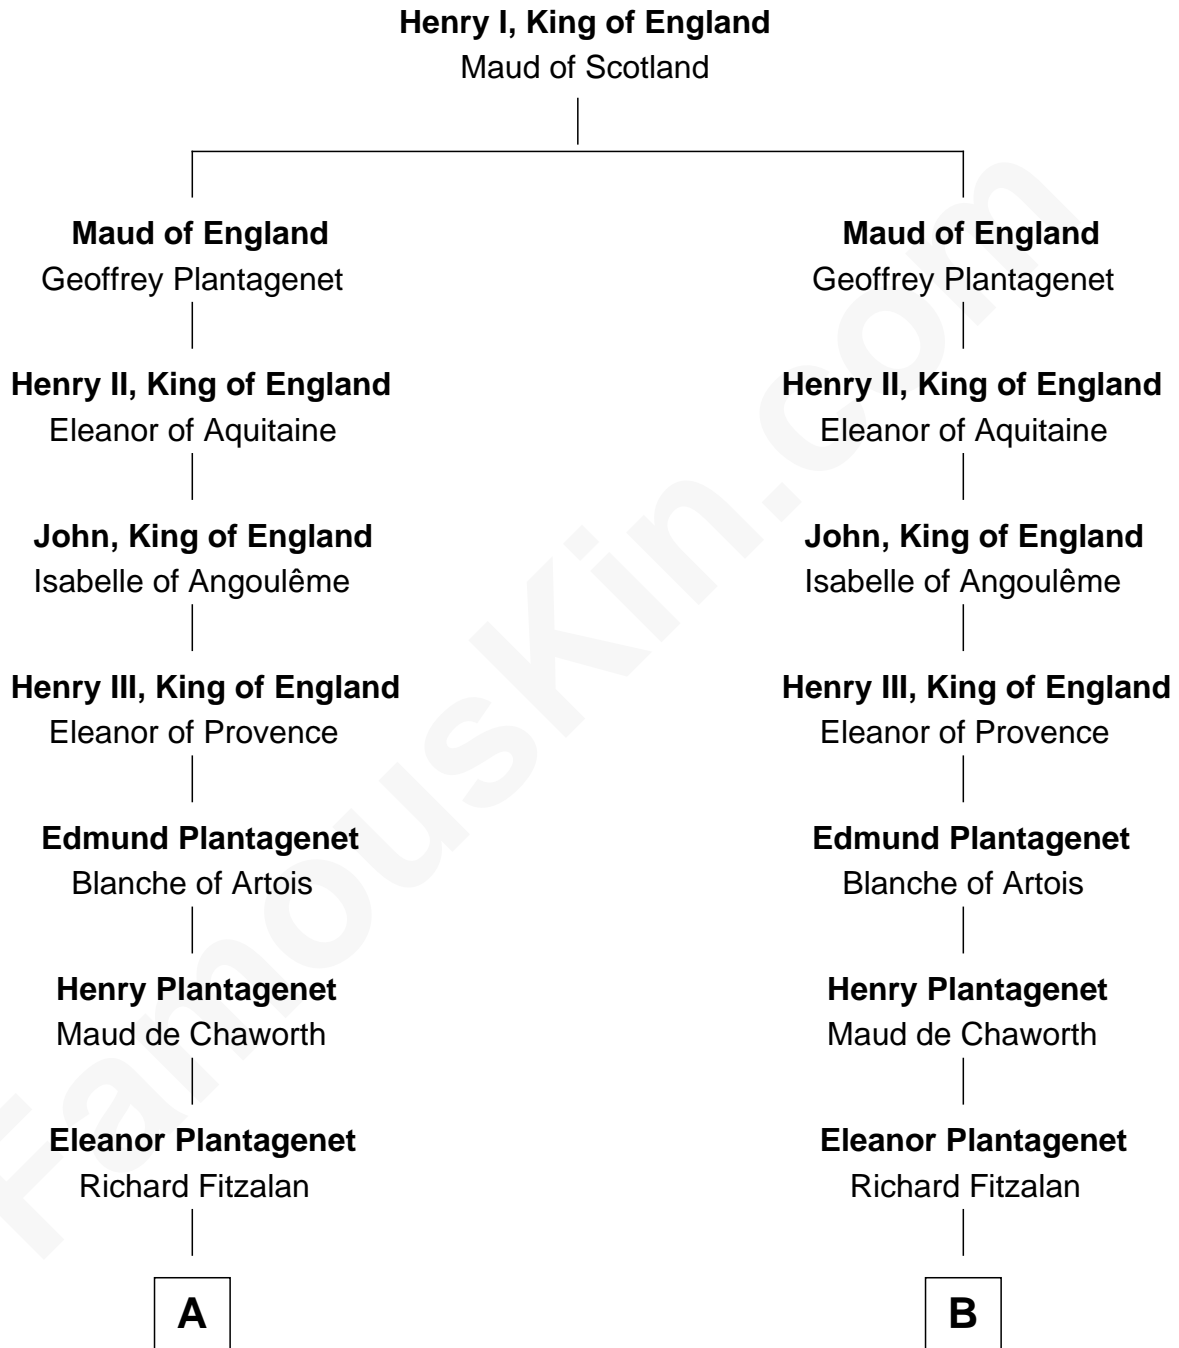 Henry I, King of England
Maud of Scotland
Maud of England
Geoffrey Plantagenet
Henry II, King of England
Eleanor of Aquitaine
John, King of England
Isabelle of Angoulême
Henry III, King of England
Eleanor of Provence
Edmund Plantagenet
Blanche of Artois
Henry Plantagenet
Maud de Chaworth
Eleanor Plantagenet
Richard Fitzalan
A
Maud of England
Geoffrey Plantagenet
Henry II, King of England
Eleanor of Aquitaine
John, King of England
Isabelle of Angoulême
Henry III, King of England
Eleanor of Provence
Edmund Plantagenet
Blanche of Artois
Henry Plantagenet
Maud de Chaworth
Eleanor Plantagenet
Richard Fitzalan
B
FamousKin.com